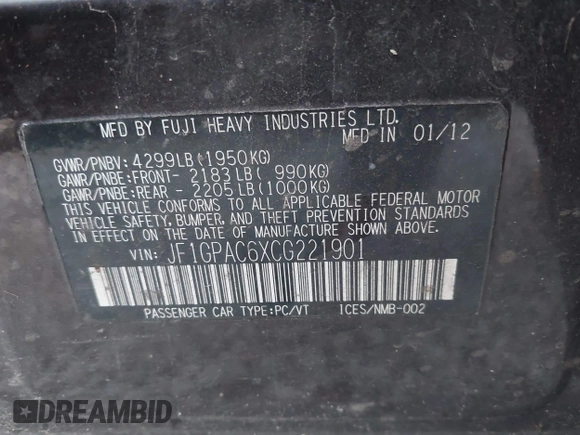 MFD BY FUJI HEAVY INDUSTRIES LTD.
MFD IN 01/12
GVWR/PNBV: 4299LB(1950KG)
GAWR/PNBE:FRONT- 2183LB( 990KG)
GAWR/PNBE:REAR - 2205LB(1000KG)
THIS VEHICLE CONFORMS TO ALL APPLICABLE FEDERAL MOTOR
VEHICLE SAFETY, BUMPER, AND THEFT PREVENTION STANDARDS
IN EFFECT ON THE DATE OF MANUFACTURE SHOWN ABOVE.
VIN: JF1GPAC6XCG221901
PASSENGER CAR TYPE:PC/VT 1CES/NMB-002
DREAMBID